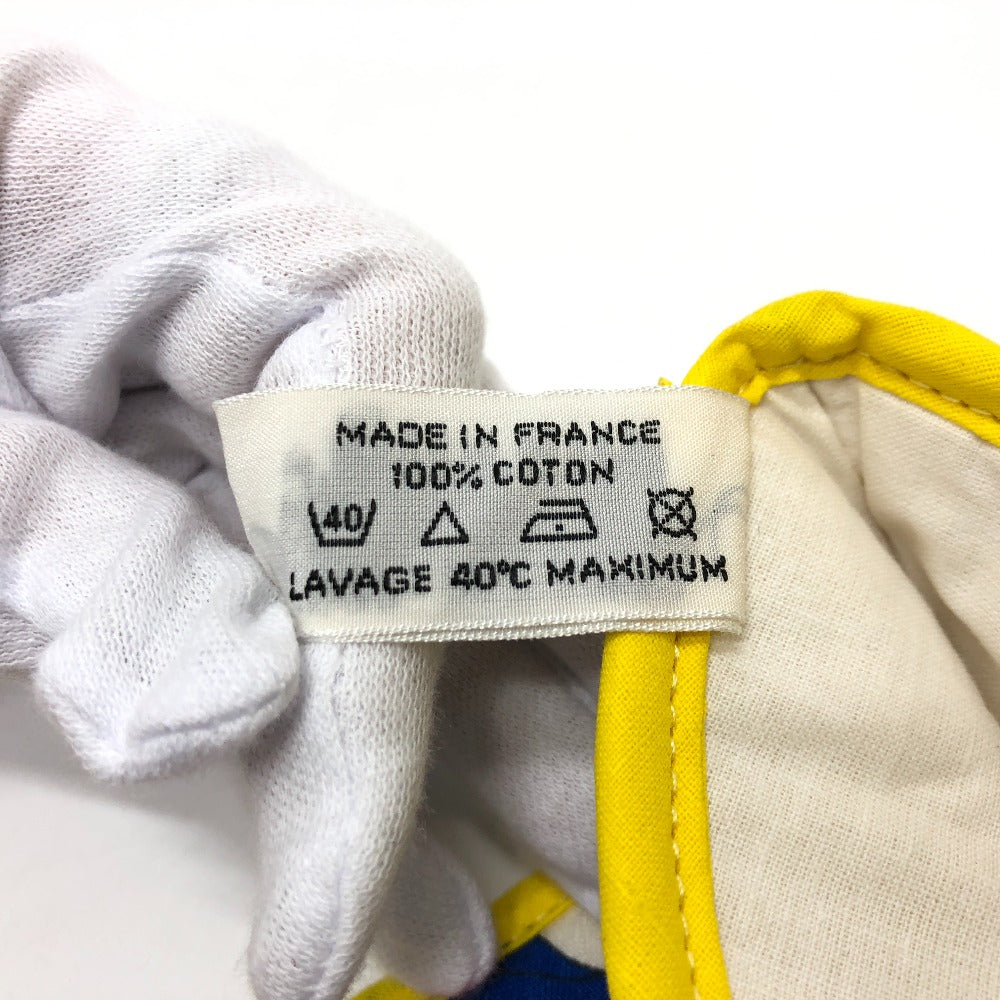 MADE IN FRANCE
100% COTON
40
LAVAGE 40°C MAXIMUM